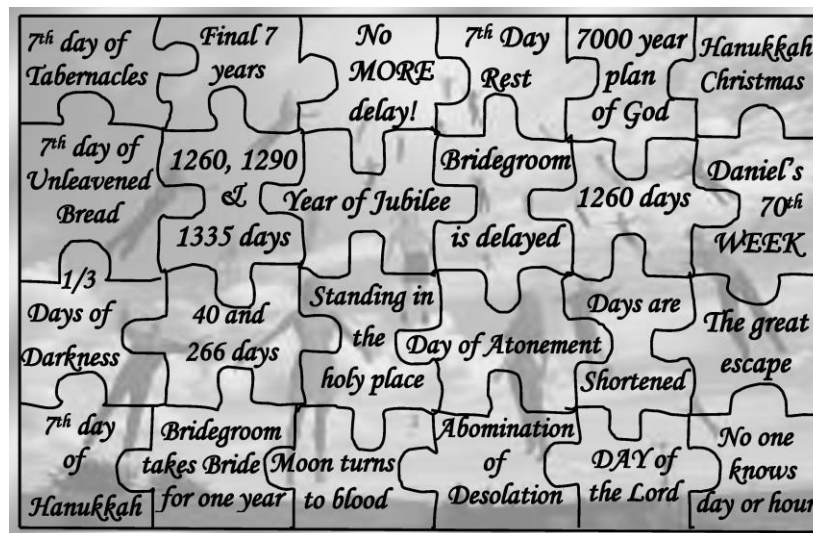 7th day of
Tabernacles
Final 7
years
No
MORE
delay!
7th Day
Rest
7000 year
plan
of God
Hanukkah
Christmas
7th day of
Unleavened
Bread
1260, 1290
&
1335 days
Year of Jubilee
Bridegroom
is delayed
1260 days
Daniel's
70th
WEEK
1/3
Days of
Darkness
40 and
266 days
Standing in
the
holy place
Day of Atonement
Days are
Shortened
The great
escape
7th day
of
Hanukkah
Bridegroom
takes Bride
for one year
Moon turns
to blood
Abomination
of
Desolation
DAY of
the Lord
No one
knows
day or hour